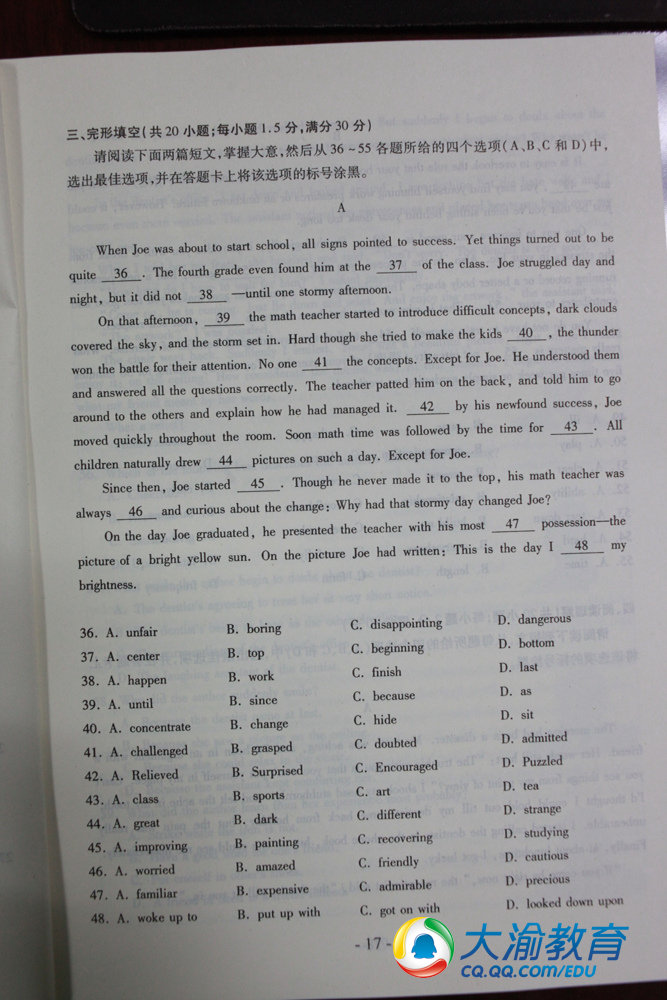 三、完形填空(共20小题;每小题1.5分,满分30分)
请阅读下面两篇短文,掌握大意,然后从36~55各题所给的四个选项(A、B、C和D)中,
选出最佳选项,并在答题卡上将该选项的标号涂黑。
A
When Joe was about to start school, all signs pointed to success. Yet things turned out to be
quite 36 . The fourth grade even found him at the 37 of the class. Joe struggled day and
night, but it did not 38 —until one stormy afternoon.
On that afternoon, 39 the math teacher started to introduce difficult concepts, dark clouds
covered the sky, and the storm set in. Hard though she tried to make the kids 40 , the thunder
won the battle for their attention. No one 41 the concepts. Except for Joe. He understood them
and answered all the questions correctly. The teacher patted him on the back, and told him to go
around to the others and explain how he had managed it. 42 by his newfound success, Joe
moved quickly throughout the room. Soon math time was followed by the time for 43 . All
children naturally drew 44 pictures on such a day. Except for Joe.
Since then, Joe started 45 . Though he never made it to the top, his math teacher was
always 46 and curious about the change: Why had that stormy day changed Joe?
On the day Joe graduated, he presented the teacher with his most 47 possession—the
picture of a bright yellow sun. On the picture Joe had written: This is the day I 48 my
brightness.
36. A. unfair B. boring C. disappointing D. dangerous
37. A. center B. top C. beginning D. bottom
38. A. happen B. work C. finish D. last
39. A. until B. since C. because D. as
40. A. concentrate B. change C. hide D. sit
41. A. challenged B. grasped C. doubted D. admitted
42. A. Relieved B. Surprised C. Encouraged D. Puzzled
43. A. class B. sports C. art D. tea
44. A. great B. dark C. different D. strange
45. A. improving B. painting C. recovering D. studying
46. A. worried B. amazed C. friendly D. cautious
47. A. familiar B. expensive C. admirable D. precious
48. A. woke up to B. put up with C. got on with D. looked down upon
- 17 -
大渝教育
CQ.QQ.COM/EDU